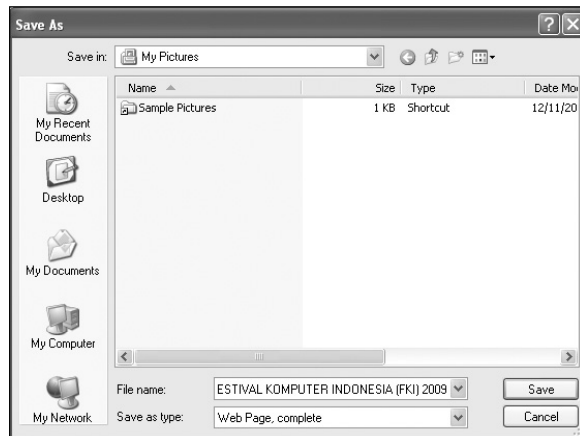 Save As
Save in: My Pictures
Name Size Type Date Mo
Sample Pictures 1 KB Shortcut 12/11/20
My Recent
Documents
Desktop
My Documents
My Computer
My Network
File name: ESTIVAL KOMPUTER INDONESIA (FKI) 2009
Save as type: Web Page, complete
Save
Cancel